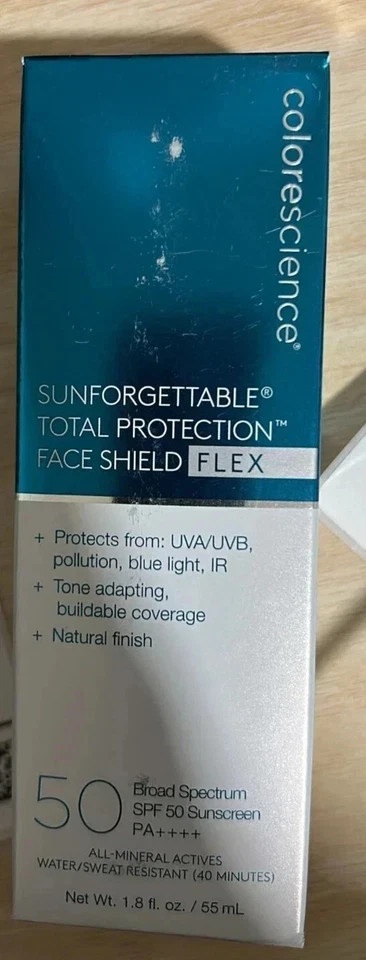 colorescience®
SUNFORGETTABLE®
TOTAL PROTECTION™
FACE SHIELD FLEX
+ Protects from: UVA/UVB,
pollution, blue light, IR
+ Tone adapting,
buildable coverage
+ Natural finish
50
Broad Spectrum
SPF 50 Sunscreen
PA++++
ALL-MINERAL ACTIVES
WATER/SWEAT RESISTANT (40 MINUTES)
Net Wt. 1.8 fl. oz. / 55 mL